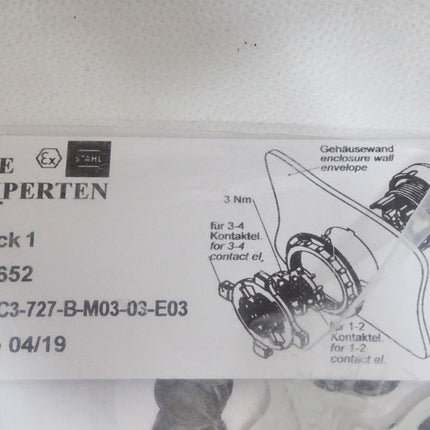 E
Ex
STAHL
PERTEN
ck 1
652
C3-727-B-M03-03-E03
04/19
Gehäusewand
enclosure wall
envelope
3 Nm
für 3-4
Kontaktel.
for 3-4
contact el.
für 1-2
Kontaktel.
for 1-2
contact el.